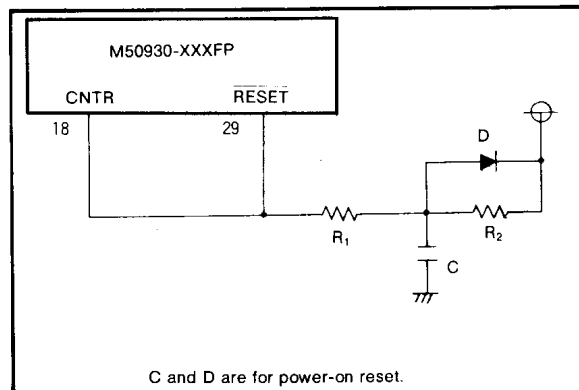 M50930-XXXFP
CNTR RESET
18 29
D
R₁ R₂
C
C and D are for power-on reset.